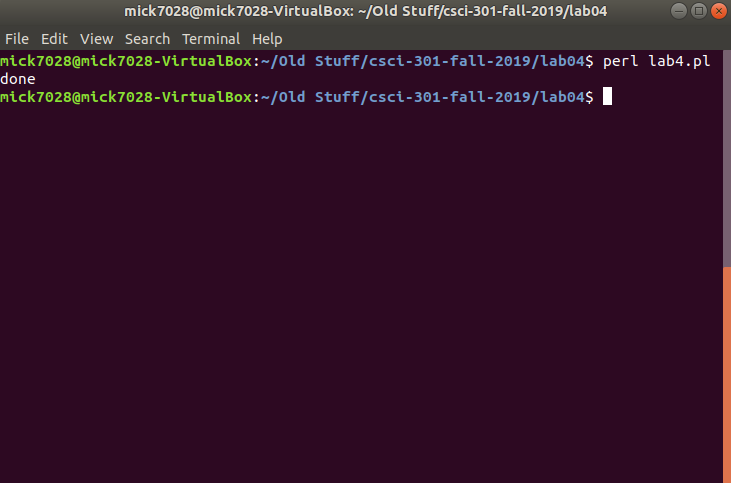 mick7028@mick7028-VirtualBox: ~/Old Stuff/csci-301-fall-2019/lab04
File Edit View Search Terminal Help
mick7028@mick7028-VirtualBox:~/Old Stuff/csci-301-fall-2019/lab04$ perl lab4.pl
done
mick7028@mick7028-VirtualBox:~/Old Stuff/csci-301-fall-2019/lab04$